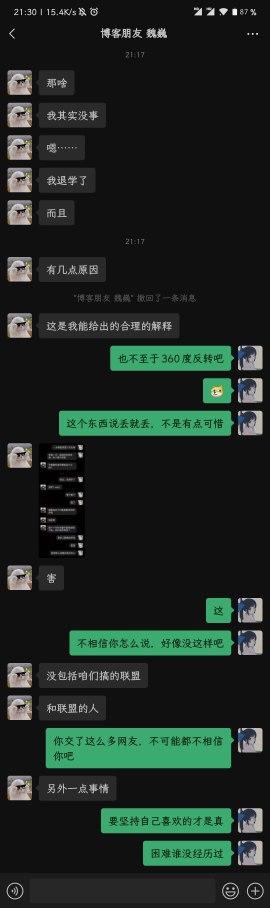 21:30 | 15.4K/s
87 %
博客朋友 魏巍
21:17
那啥
我其实没事
嗯……
我退学了
而且
21:17
有几点原因
"博客朋友 魏巍" 撤回了一条消息
这是我能给出的合理的解释
也不至于 360 度反转吧
这个东西说丢就丢，不是有点可惜
害
这
不相信你怎么说，好像没这样吧
没包括咱们搞的联盟
和联盟的人
你交了这么多网友，不可能都不相信
你吧
另外一点事情
要坚持自己喜欢的才是真
困难谁没经历过